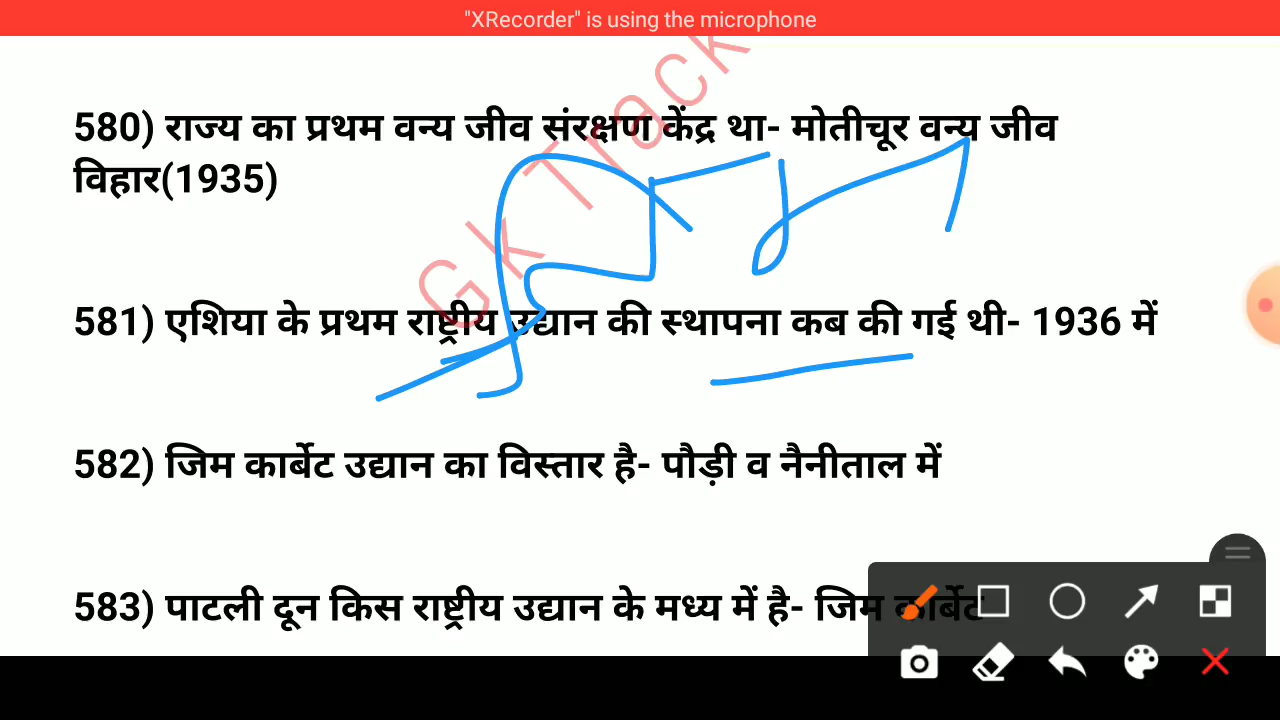 "XRecorder" is using the microphone
580) राज्य का प्रथम वन्य जीव संरक्षण केंद्र था- मोतीचूर वन्य जीव
विहार(1935)
Gk Track
581) एशिया के प्रथम राष्ट्रीय उद्यान की स्थापना कब की गई थी- 1936 में
582) जिम कार्बेट उद्यान का विस्तार है- पौड़ी व नैनीताल में
583) पाटली दून किस राष्ट्रीय उद्यान के मध्य में है- जिम कार्बेट